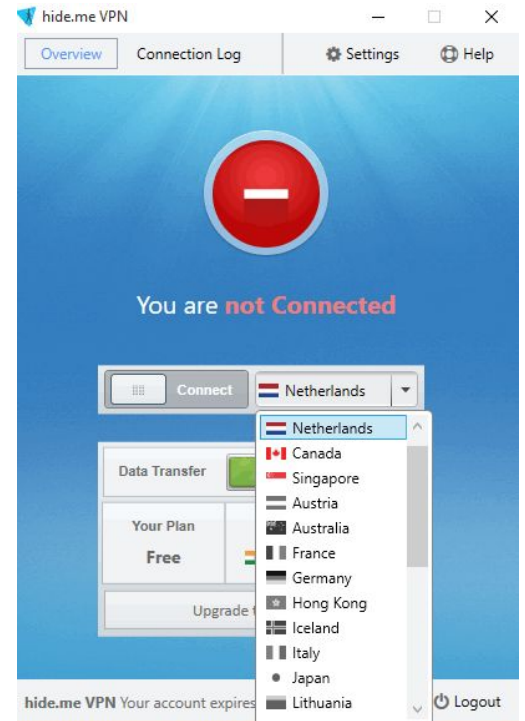 hide.me VPN
Overview Connection Log Settings Help
You are not Connected
Connect Netherlands
Netherlands
Canada
Data Transfer
Singapore
Austria
Your Plan
Australia
Free
France
Germany
Upgrade
Hong Kong
Iceland
Italy
Japan
Lithuania
hide.me VPN Your account expires Logout